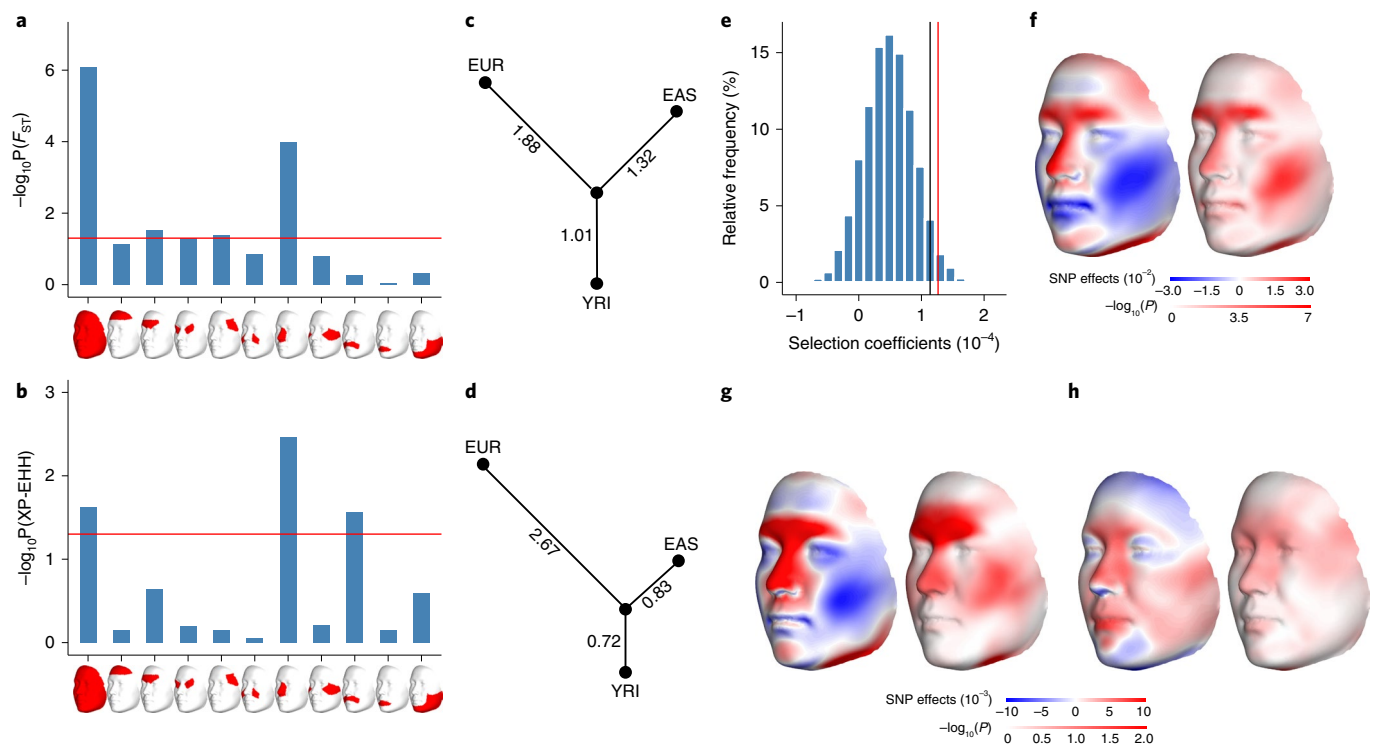 a
−log₁₀P(F_ST)
6
4
2
0
b
−log₁₀P(XP-EHH)
3
2
1
0
c
EUR
EAS
1.88
1.32
1.01
YRI
d
EUR
EAS
2.67
0.83
0.72
YRI
e
Relative frequency (%)
15
10
5
0
−1 0 1 2
Selection coefficients (10⁻⁴)
f
SNP effects (10⁻²)
−3.0 −1.5 0 1.5 3.0
−log₁₀(P)
0 3.5 7
g
h
SNP effects (10⁻³)
−10 −5 0 5 10
−log₁₀(P)
0 0.5 1.0 1.5 2.0